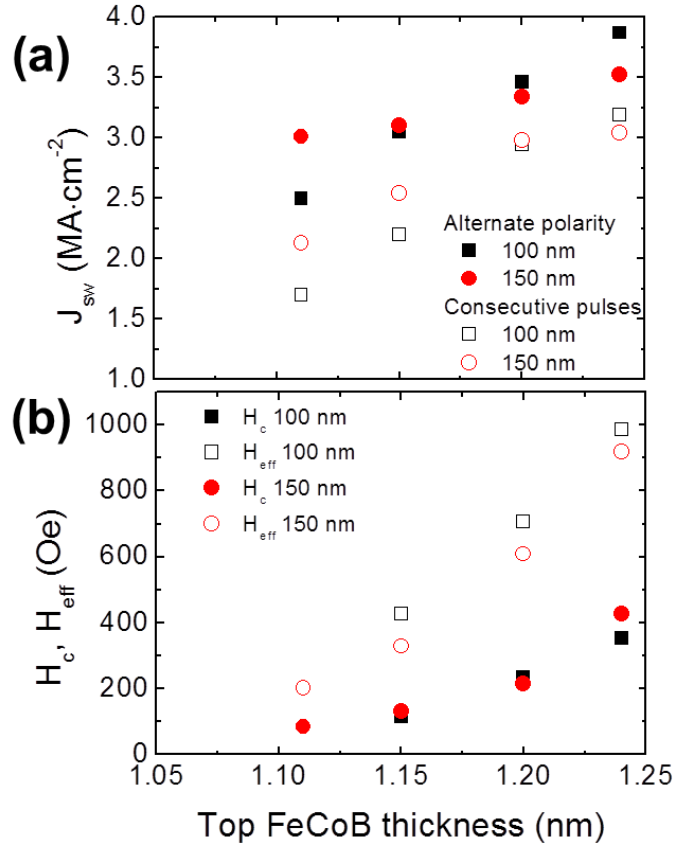 (a)
J_sw (MA·cm^-2)
4.0
3.5
3.0
2.5
2.0
1.5
1.0
Alternate polarity
100 nm
150 nm
Consecutive pulses
100 nm
150 nm
(b)
H_c, H_eff (Oe)
1000
800
600
400
200
0
H_c 100 nm
H_eff 100 nm
H_c 150 nm
H_eff 150 nm
1.05 1.10 1.15 1.20 1.25
Top FeCoB thickness (nm)